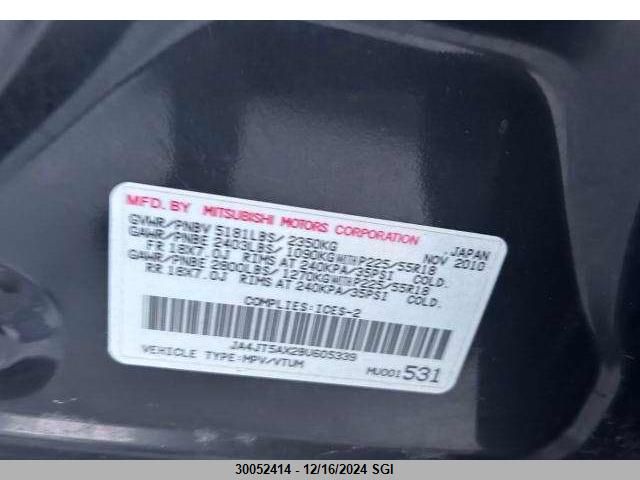 MFD. BY MITSUBISHI MOTORS CORPORATION
JAPAN
GVWR/PNBV 5181LBS/ 2350KG NOV 2010
GAWR/PNBE 2403LBS/ 1090KG WITH P225/55R18
FR 18X7.0J RIMS AT 240KPA/35PSI COLD.
GAWR/PNBE 2800LBS/ 1270KG WITH P225/55R18
RR 18X7.0J RIMS AT 240KPA/35PSI COLD.
COMPLIES:ICES-2
JA4JT5AX2BU605339
VEHICLE TYPE:MPV/VTUM MU001531
30052414 - 12/16/2024 SGI